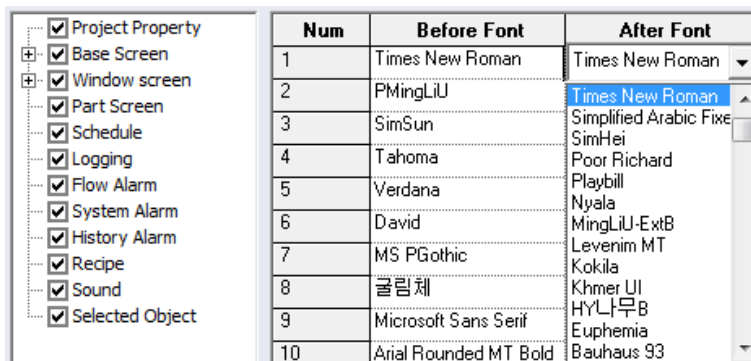 Project Property
Base Screen
Window screen
Part Screen
Schedule
Logging
Flow Alarm
System Alarm
History Alarm
Recipe
Sound
Selected Object
Num Before Font After Font
1 Times New Roman Times New Roman
2 PMingLiU
3 SimSun
4 Tahoma
5 Verdana
6 David
7 MS PGothic
8 굴림체
9 Microsoft Sans Serif
10 Arial Rounded MT Bold
Times New Roman
Simplified Arabic Fixe
SimHei
Poor Richard
Playbill
Nyala
MingLiU-ExtB
Levenim MT
Kokila
Khmer UI
HY나무B
Euphemia
Bauhaus 93